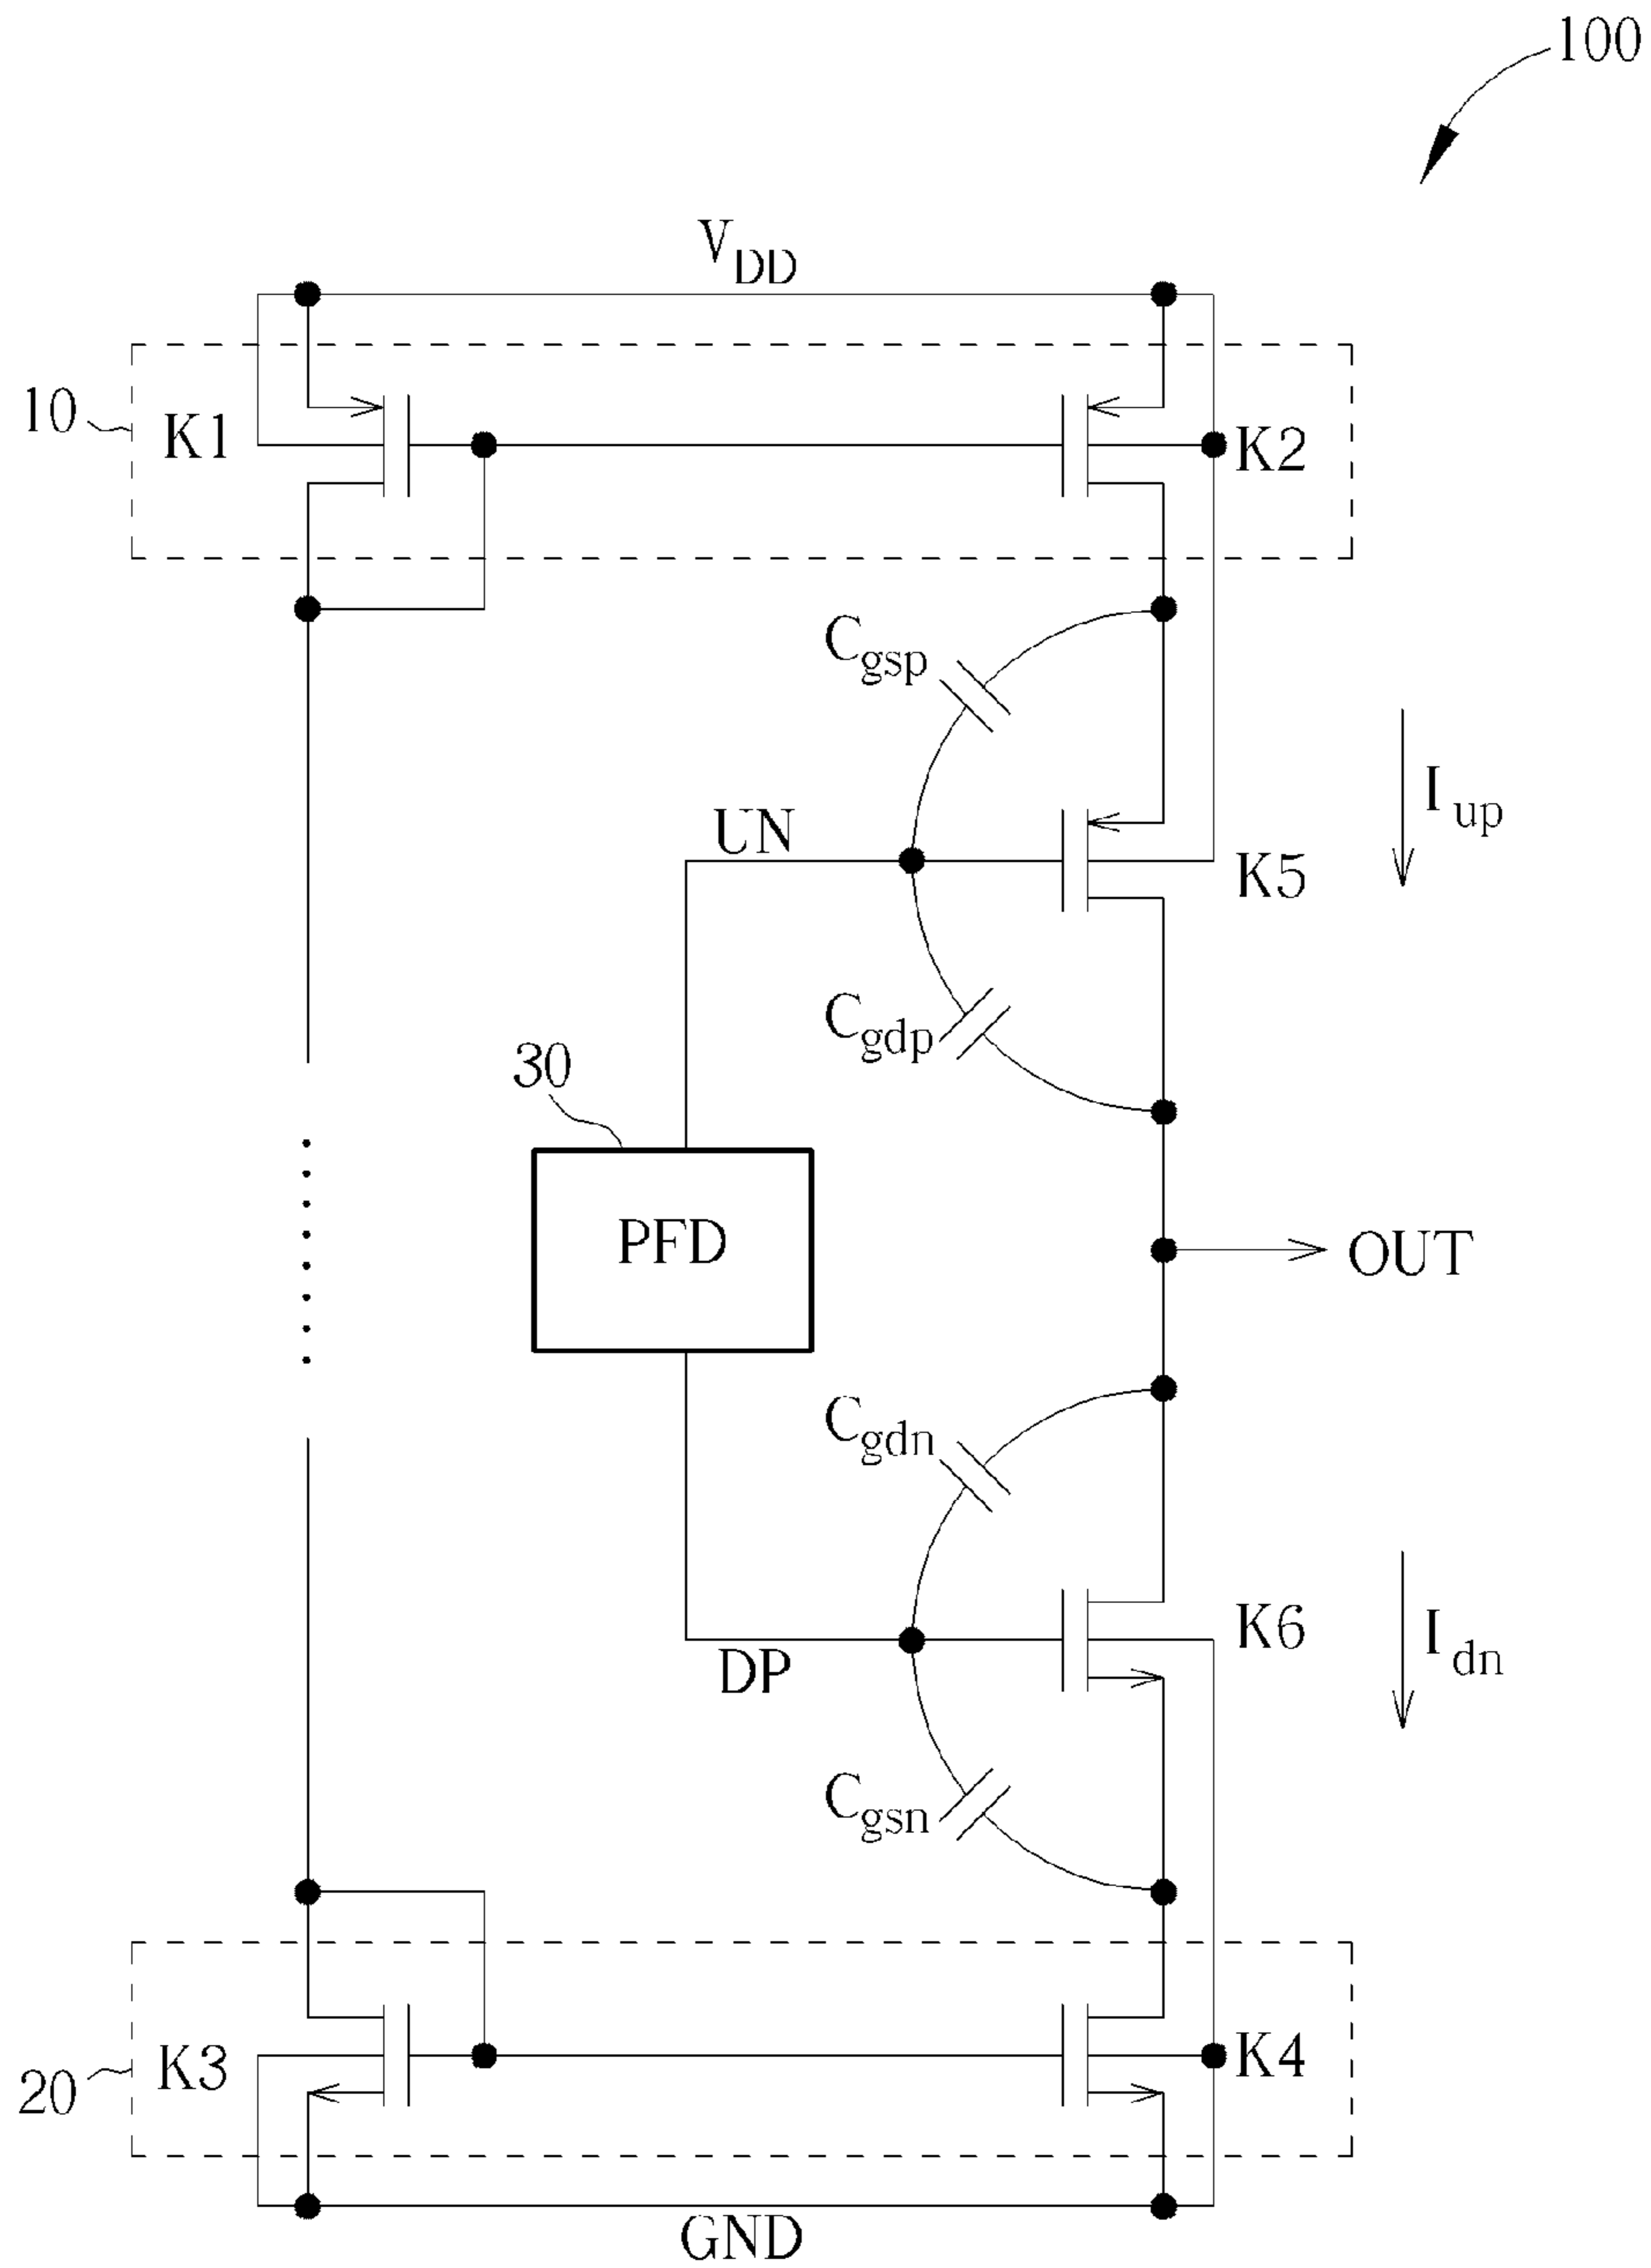 100
VDD
10
K1
K2
Cgsp
Iup
UN
K5
Cgdp
30
PFD
OUT
Cgdn
K6
Idn
DP
Cgsn
K3
K4
20
GND